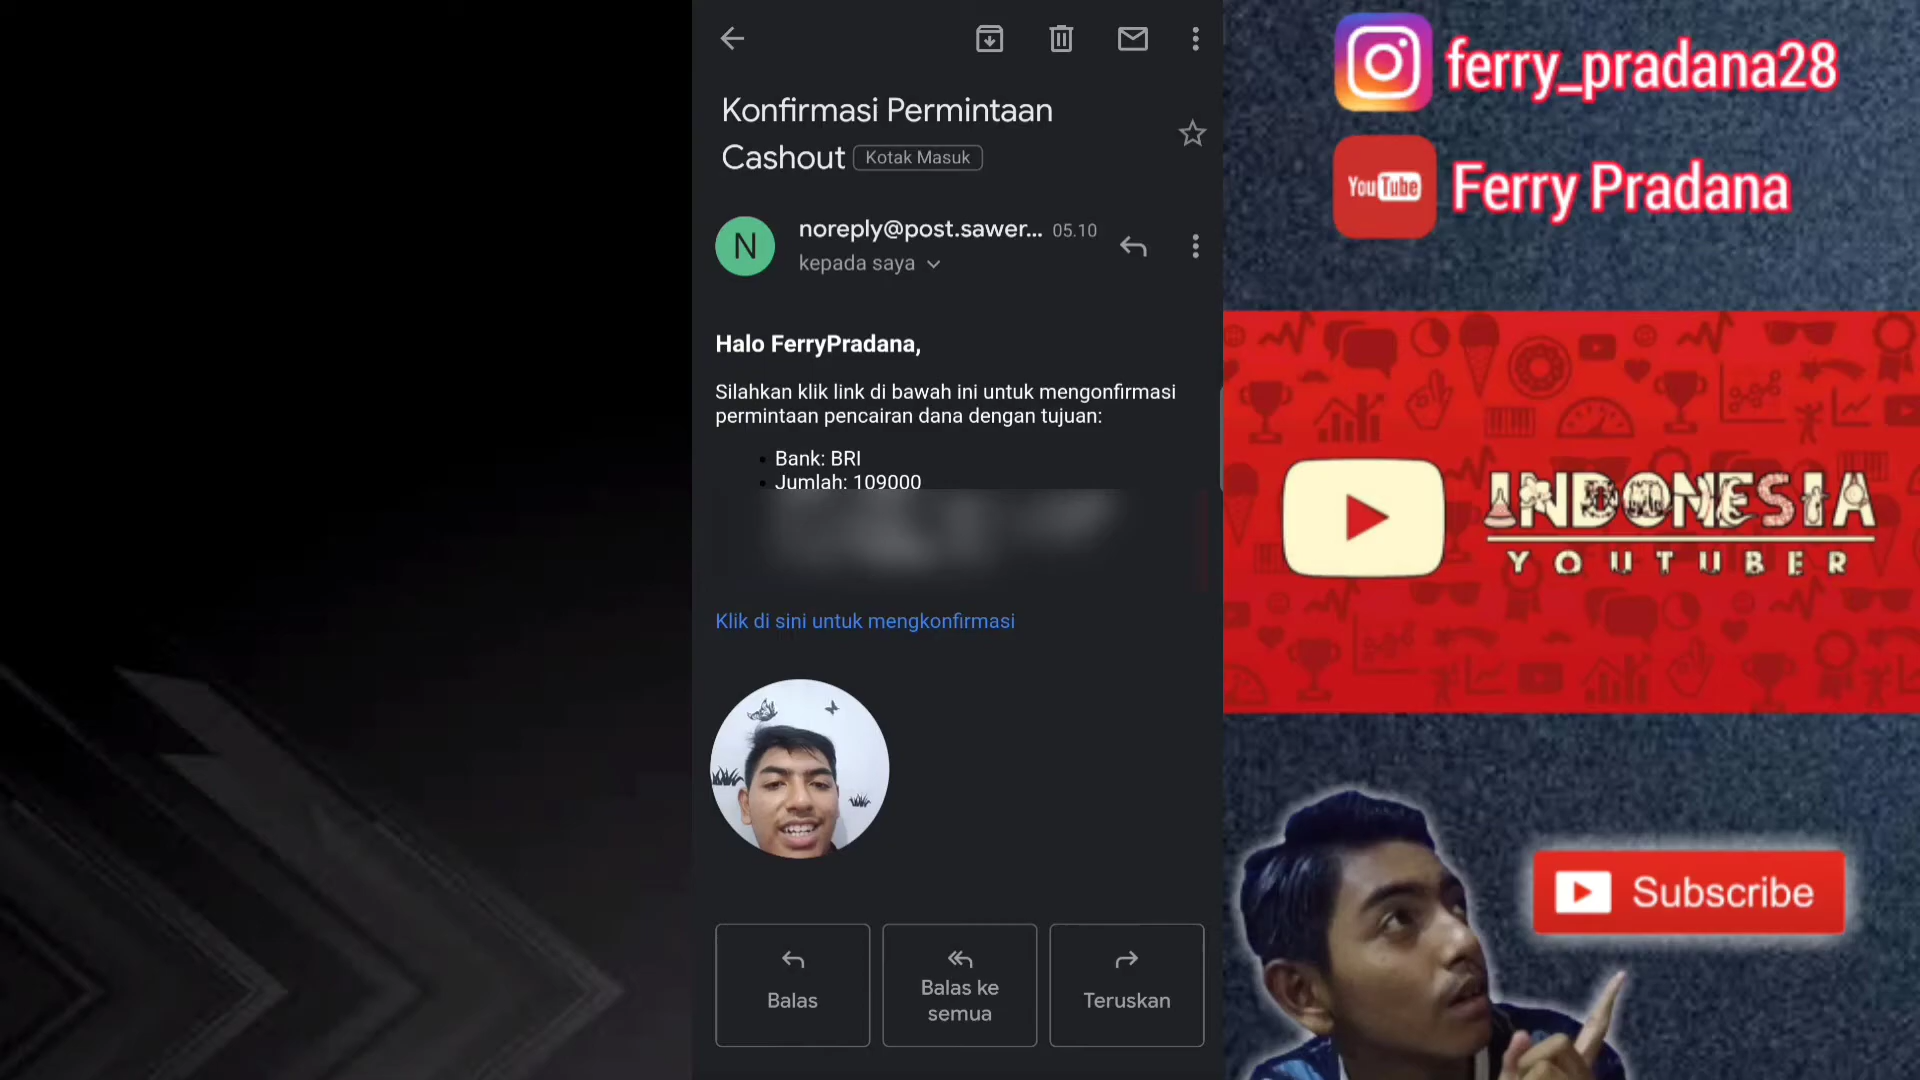 Konfirmasi Permintaan
Cashout
Kotak Masuk
N
noreply@post.sawer...
05.10
kepada saya
Halo FerryPradana,
Silahkan klik link di bawah ini untuk mengonfirmasi
permintaan pencairan dana dengan tujuan:
Bank: BRI
Jumlah: 109000
Klik di sini untuk mengkonfirmasi
Balas
Balas ke
semua
Teruskan
ferry_pradana28
YouTube
Ferry Pradana
INDONESIA
YOUTUBER
Subscribe